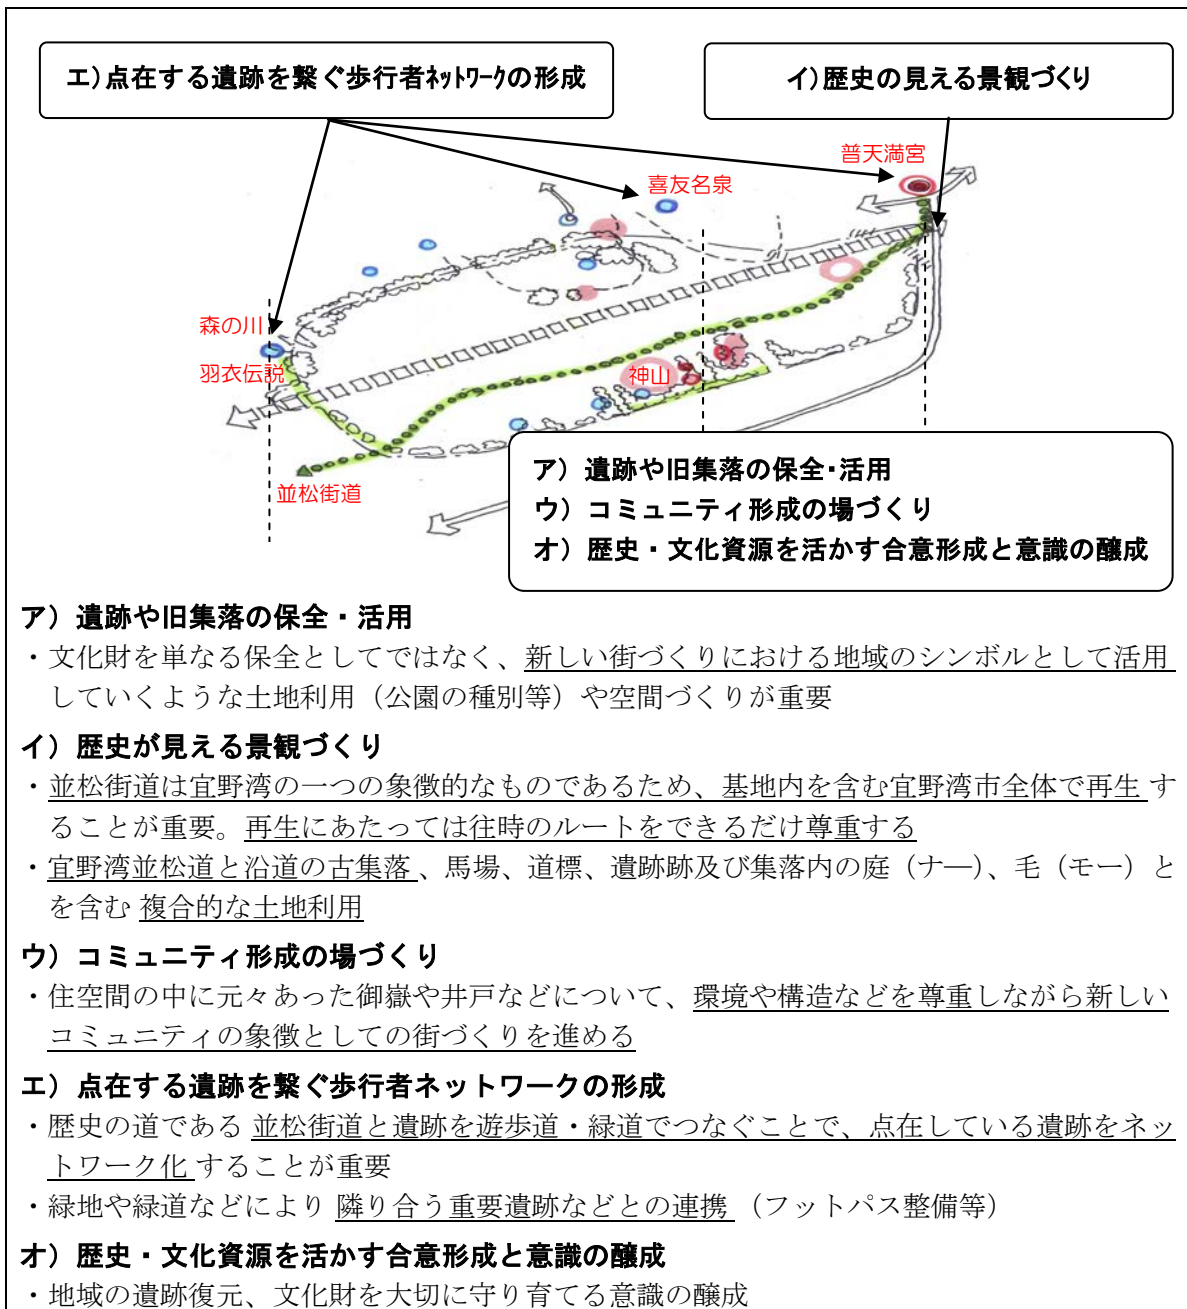 エ）点在する遺跡を繋ぐ歩行者ﾈｯﾄﾜｰｸの形成
イ）歴史の見える景観づくり
普天満宮
喜友名泉
森の川
羽衣伝説
神山
並松街道
ア）遺跡や旧集落の保全・活用
ウ）コミュニティ形成の場づくり
オ）歴史・文化資源を活かす合意形成と意識の醸成
ア）遺跡や旧集落の保全・活用
・文化財を単なる保全としてではなく、新しい街づくりにおける地域のシンボルとして活用
していくような土地利用（公園の種別等）や空間づくりが重要
イ）歴史が見える景観づくり
・並松街道は宜野湾の一つの象徴的なものであるため、基地内を含む宜野湾市全体で再生す
ることが重要。再生にあたっては往時のルートをできるだけ尊重する
・宜野湾並松道と沿道の古集落、馬場、道標、遺跡跡及び集落内の庭（ナ―）、毛（モー）と
を含む複合的な土地利用
ウ）コミュニティ形成の場づくり
・住空間の中に元々あった御嶽や井戸などについて、環境や構造などを尊重しながら新しい
コミュニティの象徴としての街づくりを進める
エ）点在する遺跡を繋ぐ歩行者ネットワークの形成
・歴史の道である並松街道と遺跡を遊歩道・緑道でつなぐことで、点在している遺跡をネッ
トワーク化することが重要
・緑地や緑道などにより隣り合う重要遺跡などとの連携（フットパス整備等）
オ）歴史・文化資源を活かす合意形成と意識の醸成
・地域の遺跡復元、文化財を大切に守り育てる意識の醸成